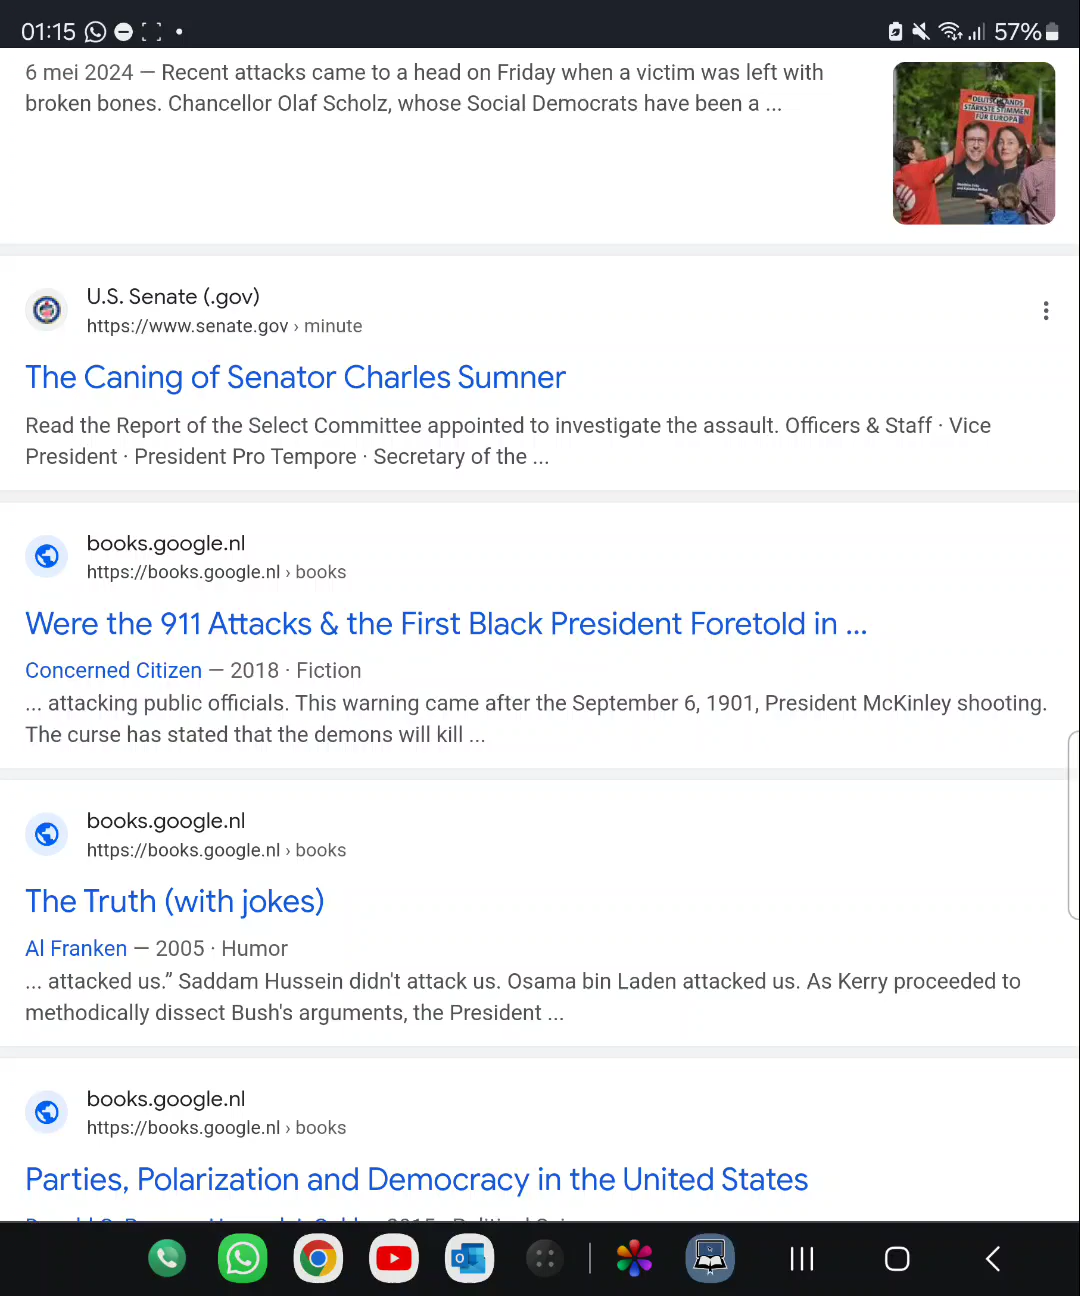 01:15
57%
6 mei 2024 — Recent attacks came to a head on Friday when a victim was left with
broken bones. Chancellor Olaf Scholz, whose Social Democrats have been a ...
DEUTSCHLANDS
STÄRKSTE STIMMEN
FÜR EUROPA
U.S. Senate (.gov)
https://www.senate.gov › minute
The Caning of Senator Charles Sumner
Read the Report of the Select Committee appointed to investigate the assault. Officers & Staff · Vice
President · President Pro Tempore · Secretary of the ...
books.google.nl
https://books.google.nl › books
Were the 911 Attacks & the First Black President Foretold in ...
Concerned Citizen — 2018 · Fiction
... attacking public officials. This warning came after the September 6, 1901, President McKinley shooting.
The curse has stated that the demons will kill ...
books.google.nl
https://books.google.nl › books
The Truth (with jokes)
Al Franken — 2005 · Humor
... attacked us.” Saddam Hussein didn't attack us. Osama bin Laden attacked us. As Kerry proceeded to
methodically dissect Bush's arguments, the President ...
books.google.nl
https://books.google.nl › books
Parties, Polarization and Democracy in the United States